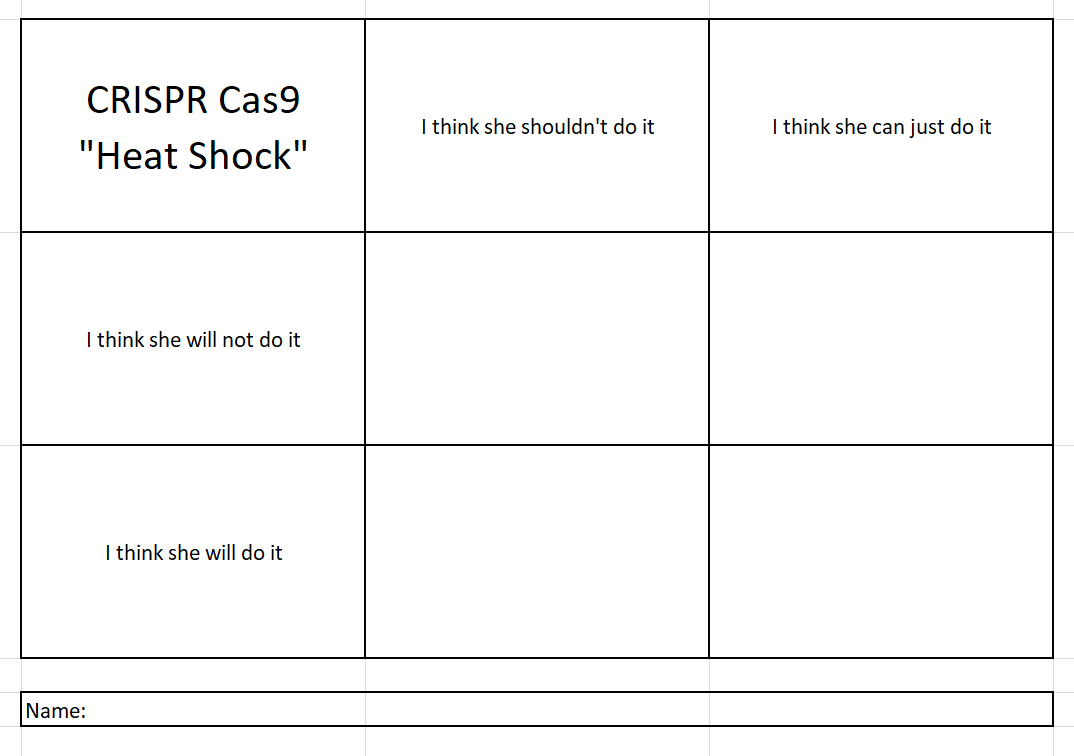 CRISPR Cas9
"Heat Shock"
I think she shouldn't do it
I think she can just do it
I think she will not do it
I think she will do it
Name: